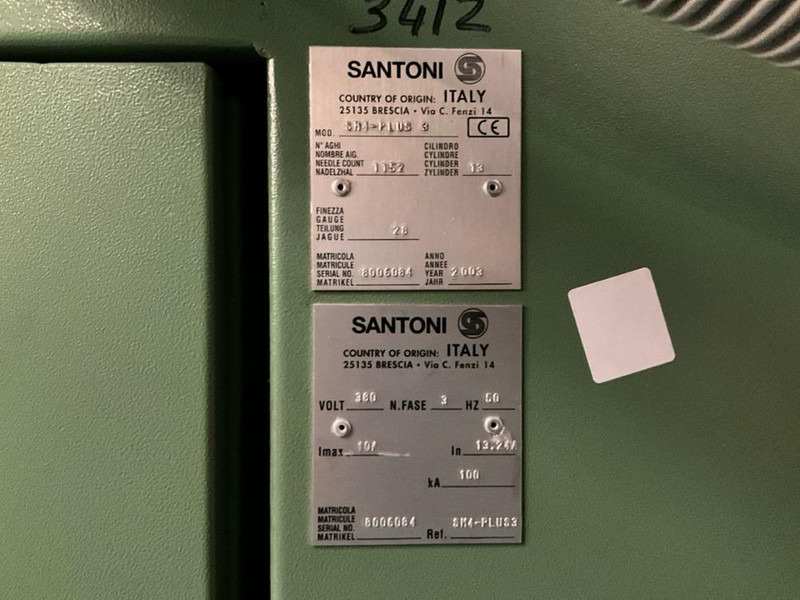 3412
SANTONI
COUNTRY OF ORIGIN: ITALY
25135 BRESCIA • Via C. Fenzi 14
MOD. SM4-PLUS 3 CE
N° AGHI
NOMBRE AIG.
NEEDLE COUNT
NADELZHAL 1152
CILINDRO
CYLINDRE
CYLINDER
ZYLINDER 13
FINEZZA
GAUGE
TEILUNG
JAGUE 28
MATRICOLA
MATRICULE
SERIAL NO. 8006084
MATRIKEL
ANNO
ANNEE
YEAR 2003
JAHR
SANTONI
COUNTRY OF ORIGIN: ITALY
25135 BRESCIA • Via C. Fenzi 14
VOLT 380 N.FASE 3 HZ 50
Imax 10A In 13.24A
kA 100
MATRICOLA
MATRICULE
SERIAL NO. 8006084
MATRIKEL
Ref. SM4-PLUS3